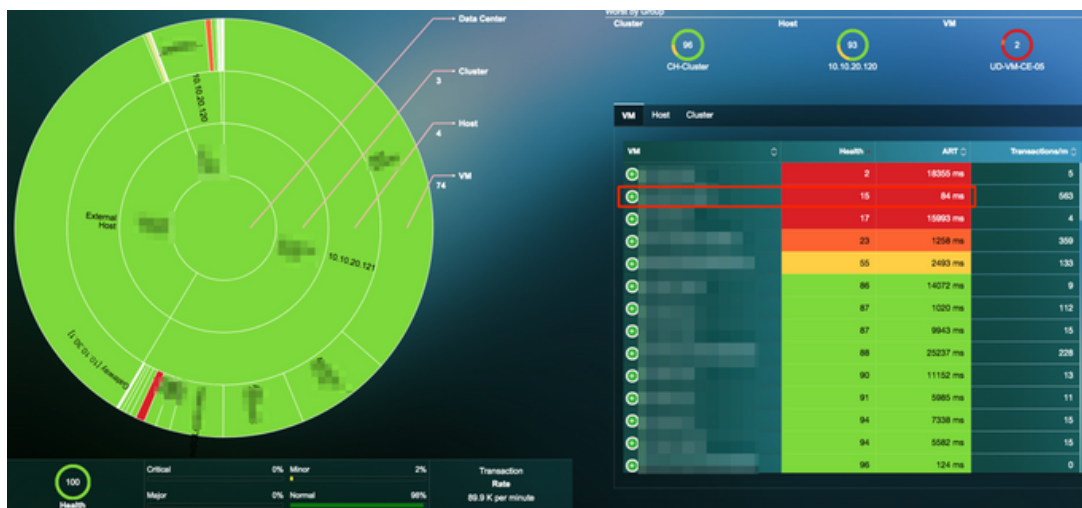 Data Center
Cluster
3
Host
4
VM
74
10.10.20.120
External
Host
10.10.20.121
Gateway [10.10.30.1]
100
Health
Critical 0%
Minor 2%
Major 0%
Normal 98%
Transaction
Rate
89.9 K per minute
Worst by Group
Cluster Host VM
96 93 2
CH-Cluster 10.10.20.120 UD-VM-CE-05
VM Host Cluster
VM Health ART Transactions/m
2 18355 ms 5
15 84 ms 563
17 15993 ms 4
23 1258 ms 359
55 2493 ms 133
86 14072 ms 9
87 1020 ms 112
87 9943 ms 15
88 25237 ms 228
90 11152 ms 13
91 5985 ms 11
94 7338 ms 15
94 5582 ms 15
96 124 ms 0